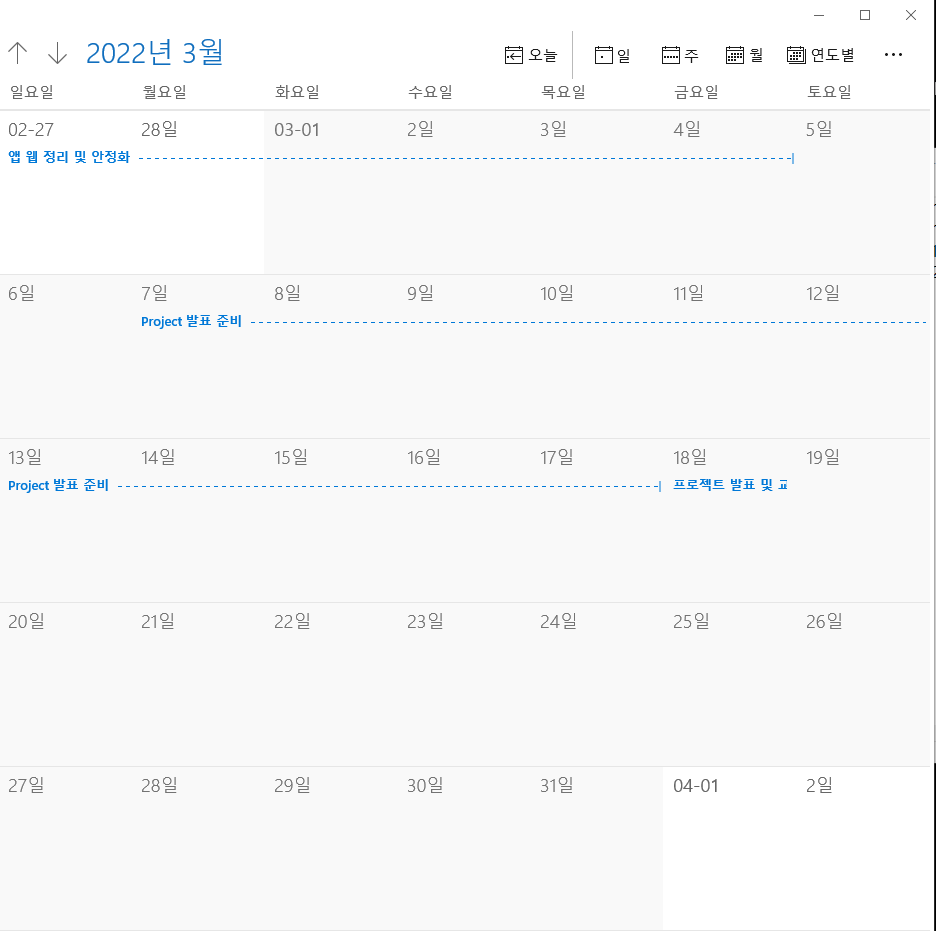 2022년 3월 오늘 일 주 월 연도별
일요일 월요일 화요일 수요일 목요일 금요일 토요일
02-27 28일 03-01 2일 3일 4일 5일
앱 웹 정리 및 안정화
6일 7일 8일 9일 10일 11일 12일
Project 발표 준비
13일 14일 15일 16일 17일 18일 19일
Project 발표 준비 프로젝트 발표 및
20일 21일 22일 23일 24일 25일 26일
27일 28일 29일 30일 31일 04-01 2일